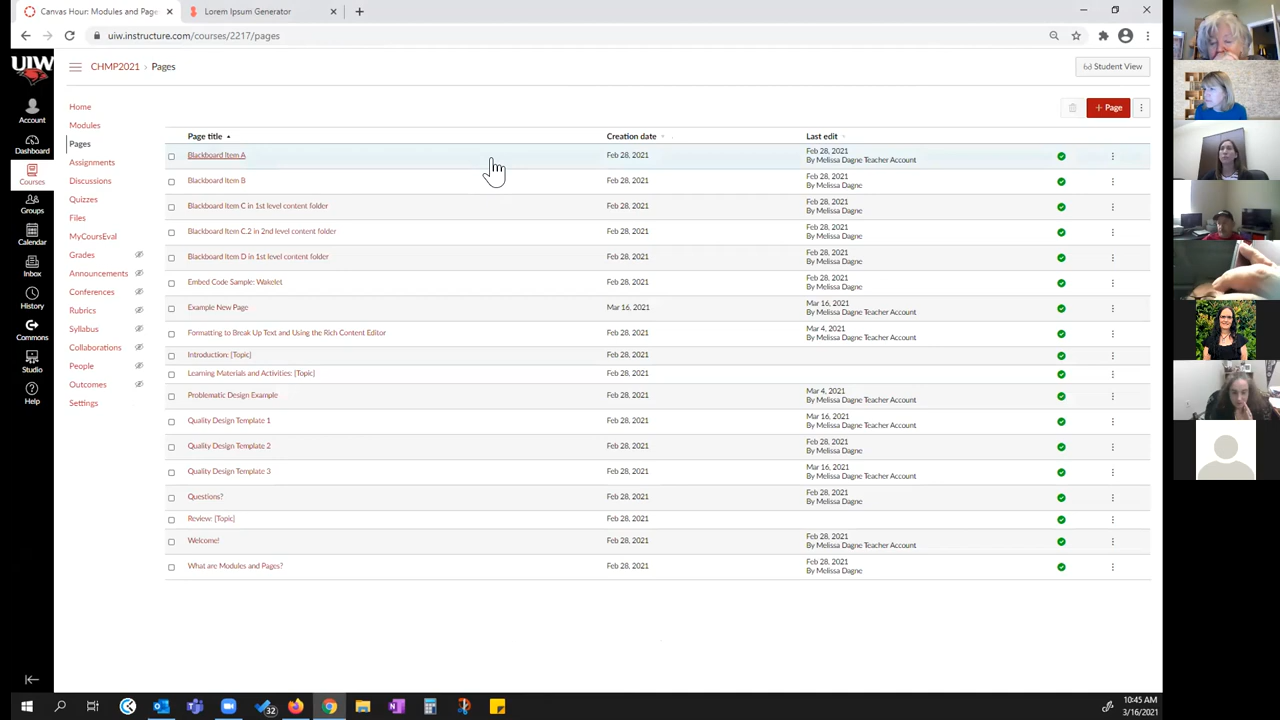 Canvas Hour: Modules and Page
Lorem Ipsum Generator
uiw.instructure.com/courses/2217/pages
UIW
CHMP2021 › Pages
Student View
Account
Dashboard
Courses
Groups
Calendar
Inbox
History
Commons
Studio
Help
Home
Modules
Pages
Assignments
Discussions
Quizzes
Files
MyCoursEval
Grades
Announcements
Conferences
Rubrics
Syllabus
Collaborations
People
Outcomes
Settings
+ Page
Page title Creation date Last edit
Blackboard Item A Feb 28, 2021 Feb 28, 2021
By Melissa Dagne Teacher Account
Blackboard Item B Feb 28, 2021 Feb 28, 2021
By Melissa Dagne
Blackboard Item C in 1st level content folder Feb 28, 2021 Feb 28, 2021
By Melissa Dagne
Blackboard Item C.2 in 2nd level content folder Feb 28, 2021 Feb 28, 2021
By Melissa Dagne
Blackboard Item D in 1st level content folder Feb 28, 2021 Feb 28, 2021
By Melissa Dagne
Embed Code Sample: Wakelet Feb 28, 2021 Feb 28, 2021
By Melissa Dagne
Example New Page Mar 16, 2021 Mar 16, 2021
By Melissa Dagne Teacher Account
Formatting to Break Up Text and Using the Rich Content Editor Feb 28, 2021 Mar 4, 2021
By Melissa Dagne Teacher Account
Introduction: [Topic] Feb 28, 2021
Learning Materials and Activities: [Topic] Feb 28, 2021
Problematic Design Example Feb 28, 2021 Mar 4, 2021
By Melissa Dagne Teacher Account
Quality Design Template 1 Feb 28, 2021 Mar 16, 2021
By Melissa Dagne Teacher Account
Quality Design Template 2 Feb 28, 2021 Feb 28, 2021
By Melissa Dagne
Quality Design Template 3 Feb 28, 2021 Mar 16, 2021
By Melissa Dagne Teacher Account
Questions? Feb 28, 2021 Feb 28, 2021
By Melissa Dagne
Review: [Topic] Feb 28, 2021
Welcome! Feb 28, 2021 Feb 28, 2021
By Melissa Dagne Teacher Account
What are Modules and Pages? Feb 28, 2021 Feb 28, 2021
By Melissa Dagne
32
10:45 AM
3/16/2021